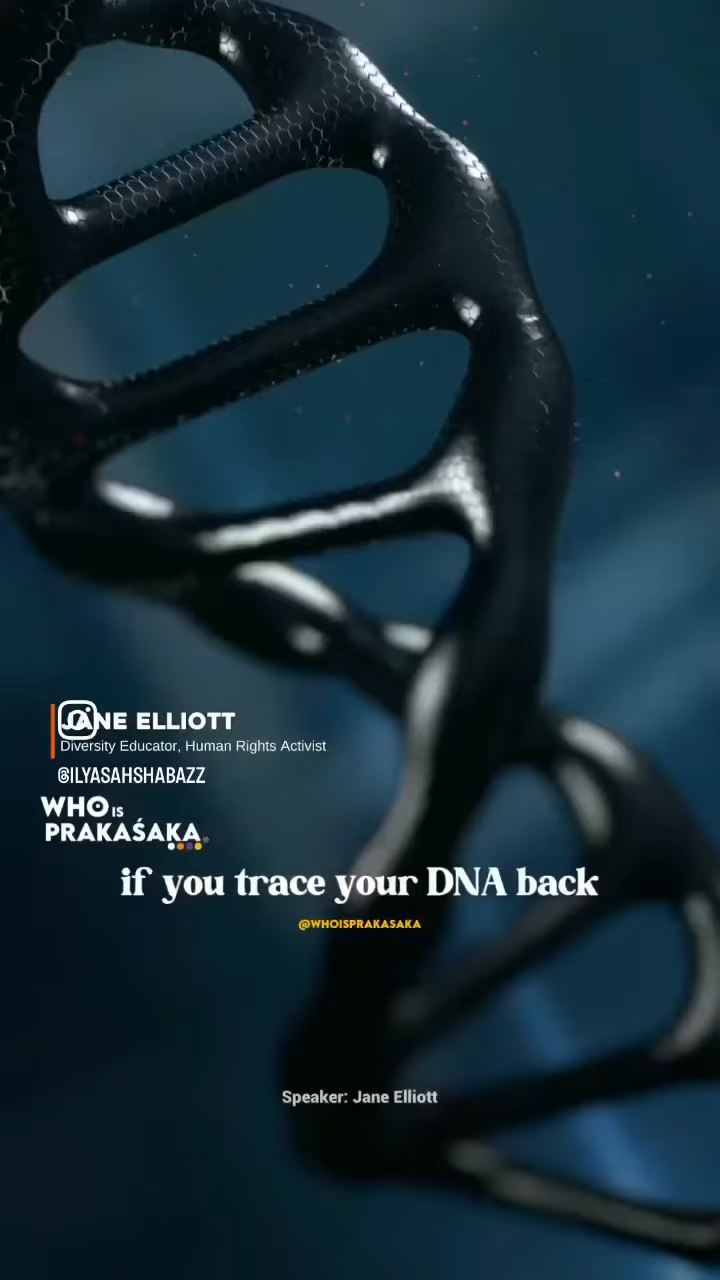 JANE ELLIOTT
Diversity Educator, Human Rights Activist
@ILYASAHSHABAZZ
WHO IS
PRAKAŚAKA
if you trace your DNA back
@WHOISPRAKASAKA
Speaker: Jane Elliott